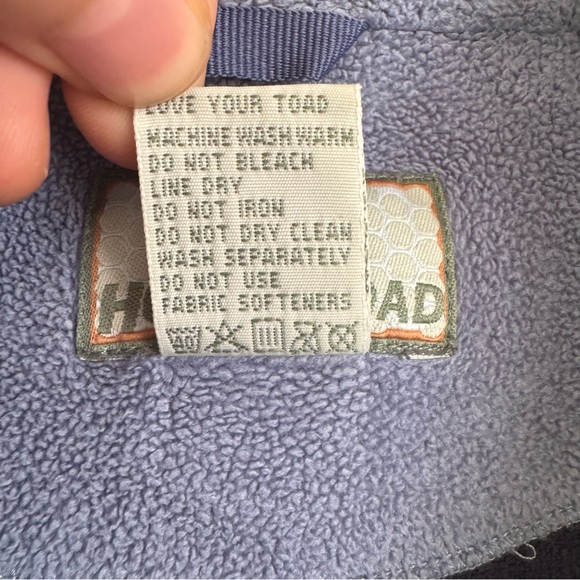 LOVE YOUR TOAD
MACHINE WASH WARM
DO NOT BLEACH
LINE DRY
DO NOT IRON
DO NOT DRY CLEAN
WASH SEPARATELY
DO NOT USE
FABRIC SOFTENERS
40
H OAD